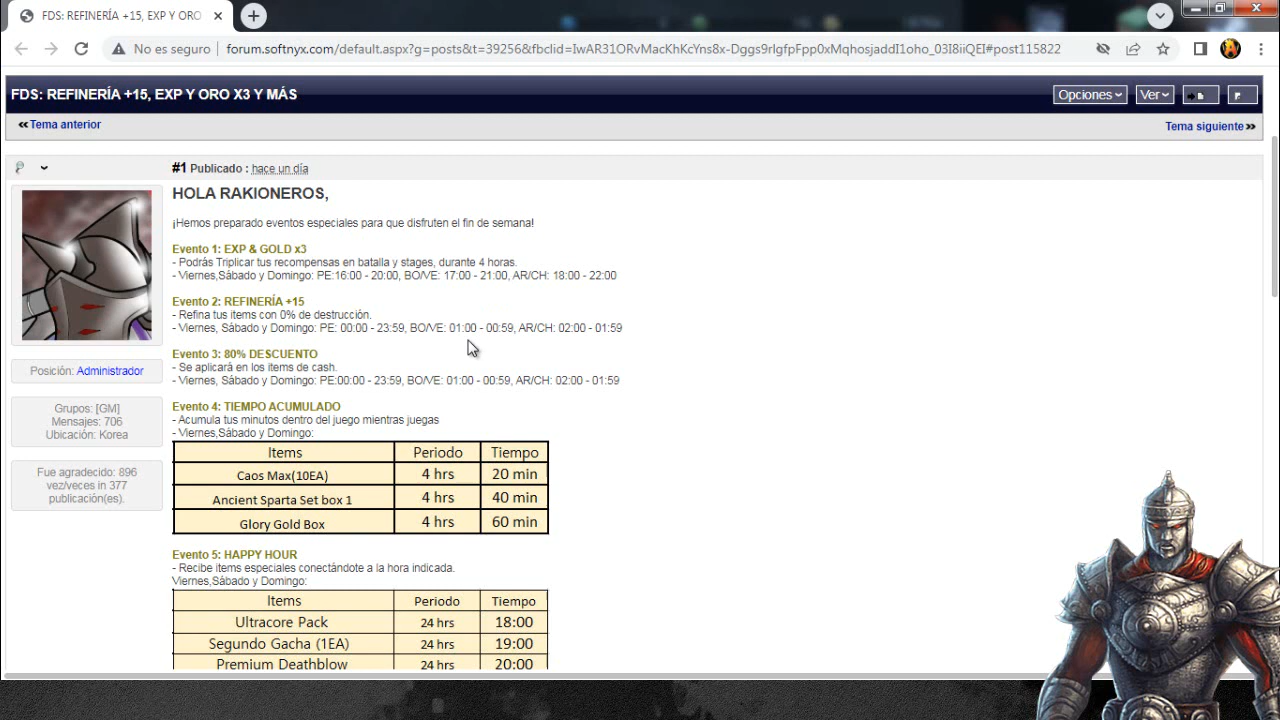 FDS: REFINERÍA +15, EXP Y ORO
No es seguro
forum.softnyx.com/default.aspx?g=posts&t=39256&fbclid=IwAR31ORvMacKhKcYns8x-Dggs9rIgfpFpp0xMqhosjaddI1oho_03I8iiQEI#post115822
FDS: REFINERÍA +15, EXP Y ORO X3 Y MÁS
Opciones
Ver
Tema anterior
Tema siguiente
#1 Publicado : hace un día
HOLA RAKIONEROS,
¡Hemos preparado eventos especiales para que disfruten el fin de semana!
Evento 1: EXP & GOLD x3
- Podrás Triplicar tus recompensas en batalla y stages, durante 4 horas.
- Viernes,Sábado y Domingo: PE:16:00 - 20:00, BO/VE: 17:00 - 21:00, AR/CH: 18:00 - 22:00
Evento 2: REFINERÍA +15
- Refina tus items con 0% de destrucción.
- Viernes, Sábado y Domingo: PE: 00:00 - 23:59, BO/VE: 01:00 - 00:59, AR/CH: 02:00 - 01:59
Evento 3: 80% DESCUENTO
- Se aplicará en los items de cash.
- Viernes, Sábado y Domingo: PE:00:00 - 23:59, BO/VE: 01:00 - 00:59, AR/CH: 02:00 - 01:59
Evento 4: TIEMPO ACUMULADO
- Acumula tus minutos dentro del juego mientras juegas
- Viernes,Sábado y Domingo:
Items Periodo Tiempo
Caos Max(10EA) 4 hrs 20 min
Ancient Sparta Set box 1 4 hrs 40 min
Glory Gold Box 4 hrs 60 min
Evento 5: HAPPY HOUR
- Recibe items especiales conectándote a la hora indicada.
Viernes,Sábado y Domingo:
Items Periodo Tiempo
Ultracore Pack 24 hrs 18:00
Segundo Gacha (1EA) 24 hrs 19:00
Premium Deathblow 24 hrs 20:00
Posición: Administrador
Grupos: [GM]
Mensajes: 706
Ubicación: Korea
Fue agradecido: 896
vez/veces in 377
publicación(es).